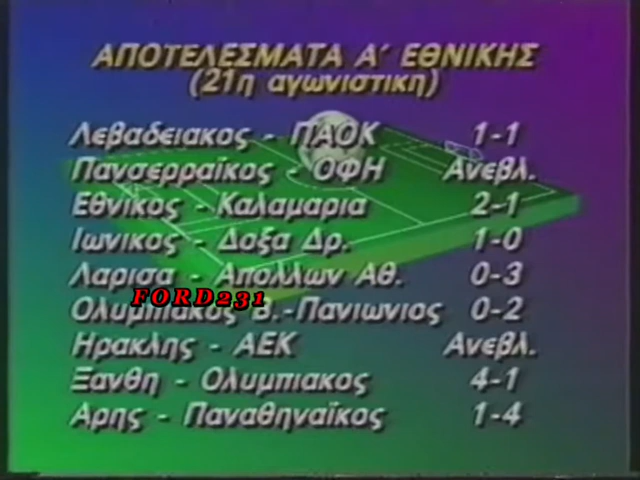 ΑΠΟΤΕΛΕΣΜΑΤΑ Α΄ ΕΘΝΙΚΗΣ
(21η αγωνιστικη)
Λεβαδειακος - ΠΑΟΚ 1-1
Πανσερραϊκος - ΟΦΗ Ανεβλ.
Εθνικος - Καλαμαρια 2-1
Ιωνικος - Δοξα Δρ. 1-0
Λαρισα - Απολλων Αθ. 0-3
FORD231
Ολυμπιακος Β.-Πανιωνιος 0-2
Ηρακλης - ΑΕΚ Ανεβλ.
Ξανθη - Ολυμπιακος 4-1
Αρης - Παναθηναϊκος 1-4